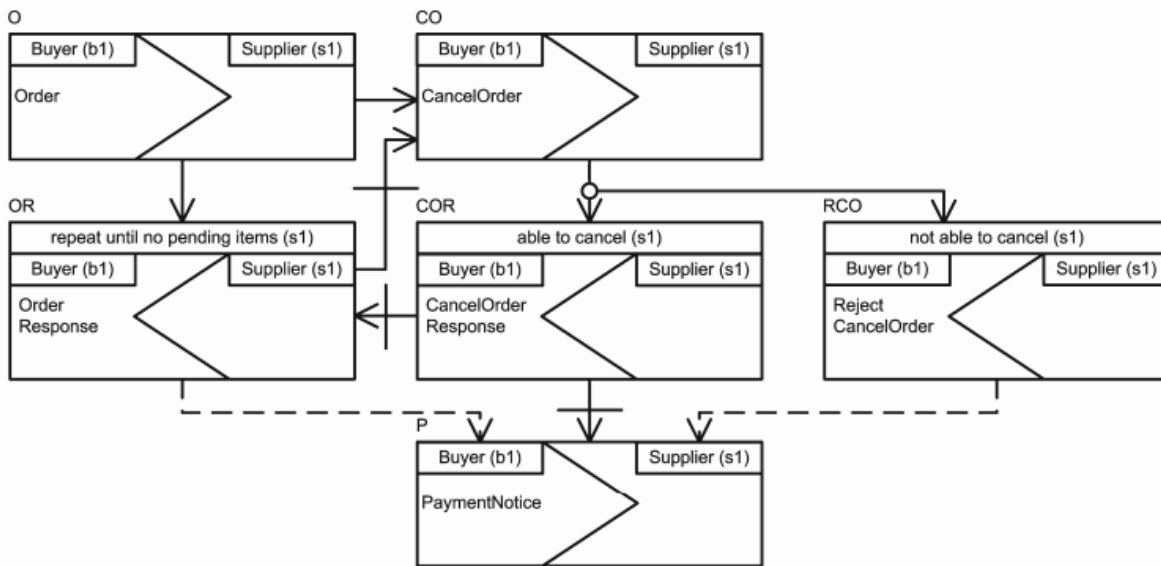 O
Buyer (b1)
Supplier (s1)
Order
CO
Buyer (b1)
Supplier (s1)
CancelOrder
OR
repeat until no pending items (s1)
Buyer (b1)
Supplier (s1)
Order
Response
COR
able to cancel (s1)
Buyer (b1)
Supplier (s1)
CancelOrder
Response
RCO
not able to cancel (s1)
Buyer (b1)
Supplier (s1)
Reject
CancelOrder
P
Buyer (b1)
Supplier (s1)
PaymentNotice